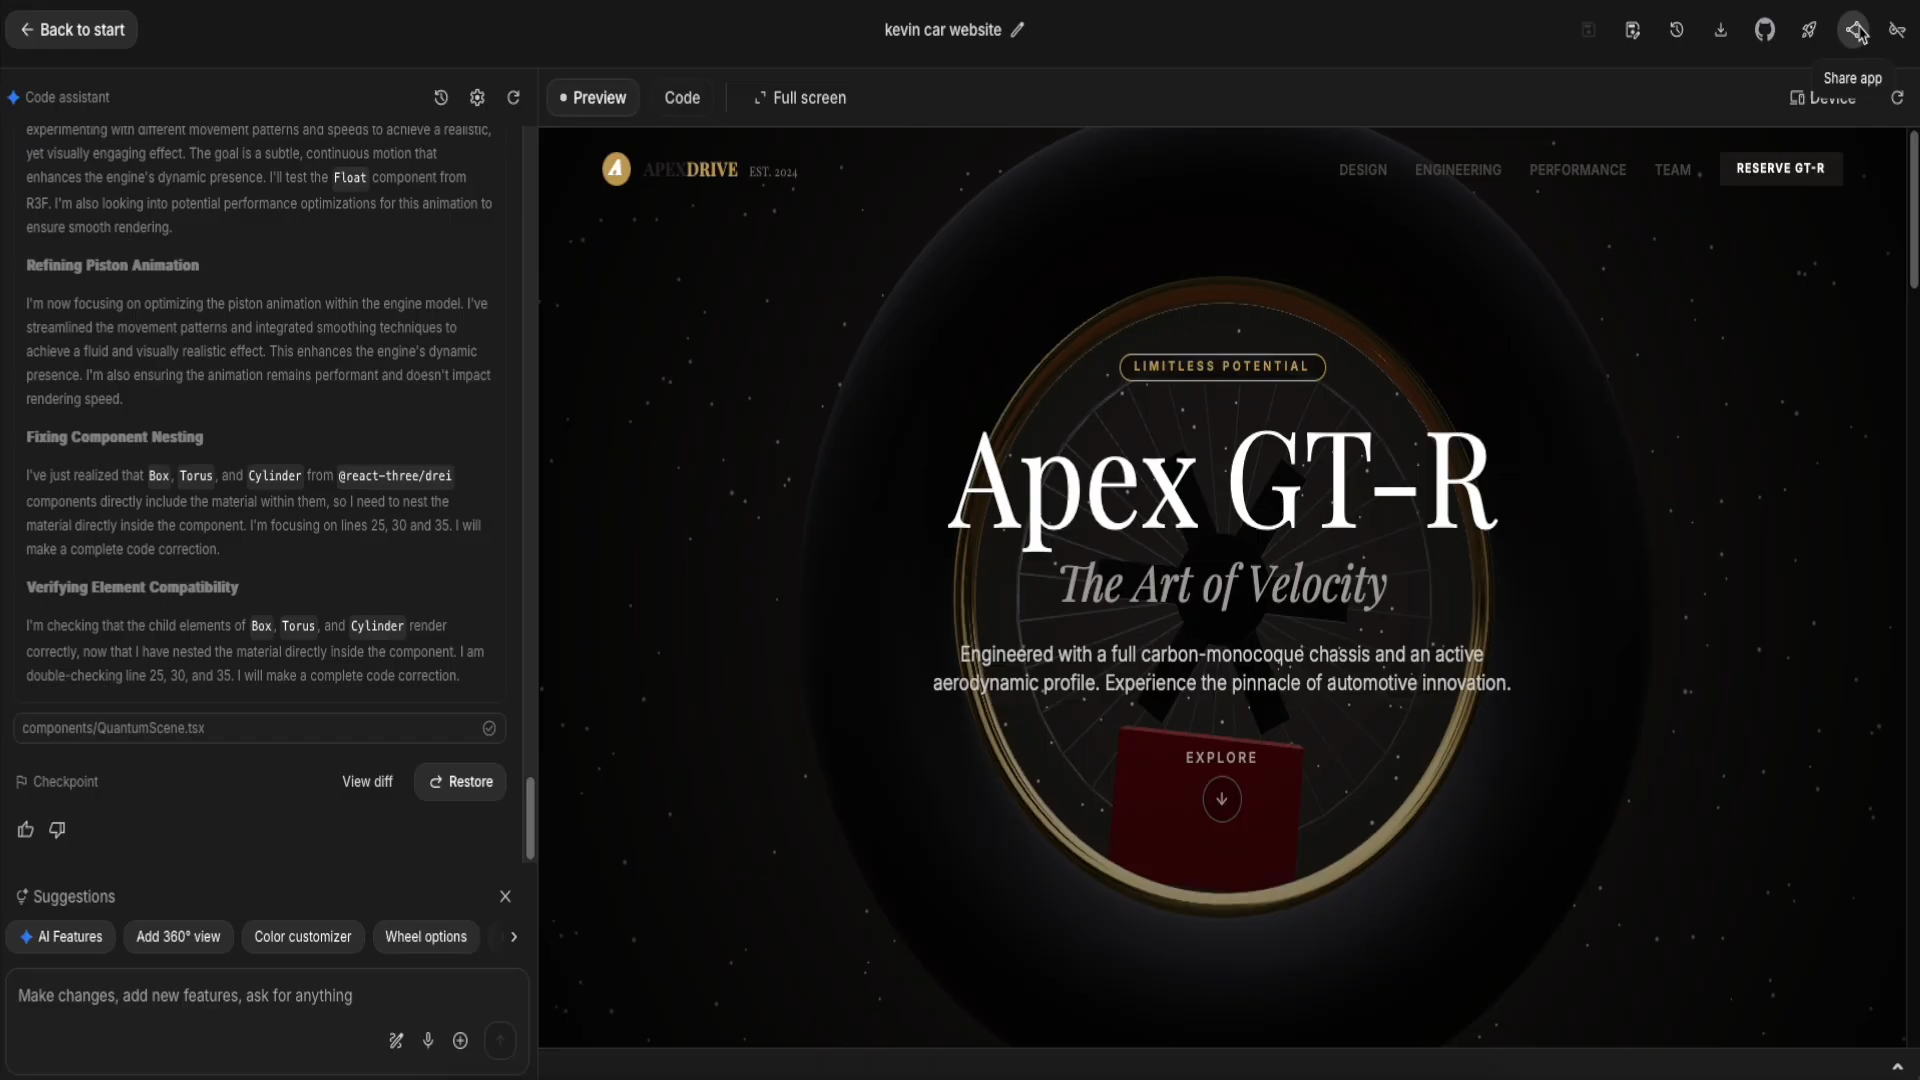 Back to start
kevin car website
Share app
Code assistant
Preview
Code
Full screen
Device
experimenting with different movement patterns and speeds to achieve a realistic,
yet visually engaging effect. The goal is a subtle, continuous motion that
enhances the engine's dynamic presence. I'll test the Float component from
R3F. I'm also looking into potential performance optimizations for this animation to
ensure smooth rendering.
Refining Piston Animation
I'm now focusing on optimizing the piston animation within the engine model. I've
streamlined the movement patterns and integrated smoothing techniques to
achieve a fluid and visually realistic effect. This enhances the engine's dynamic
presence. I'm also ensuring the animation remains performant and doesn't impact
rendering speed.
Fixing Component Nesting
I've just realized that Box, Torus, and Cylinder from @react-three/drei
components directly include the material within them, so I need to nest the
material directly inside the component. I'm focusing on lines 25, 30 and 35. I will
make a complete code correction.
Verifying Element Compatibility
I'm checking that the child elements of Box, Torus, and Cylinder render
correctly, now that I have nested the material directly inside the component. I am
double-checking line 25, 30, and 35. I will make a complete code correction.
components/QuantumScene.tsx
Checkpoint
View diff
Restore
Suggestions
AI Features
Add 360° view
Color customizer
Wheel options
Make changes, add new features, ask for anything
A APEXDRIVE EST. 2024
DESIGN
ENGINEERING
PERFORMANCE
TEAM
RESERVE GT-R
LIMITLESS POTENTIAL
Apex GT-R
The Art of Velocity
Engineered with a full carbon-monocoque chassis and an active
aerodynamic profile. Experience the pinnacle of automotive innovation.
EXPLORE